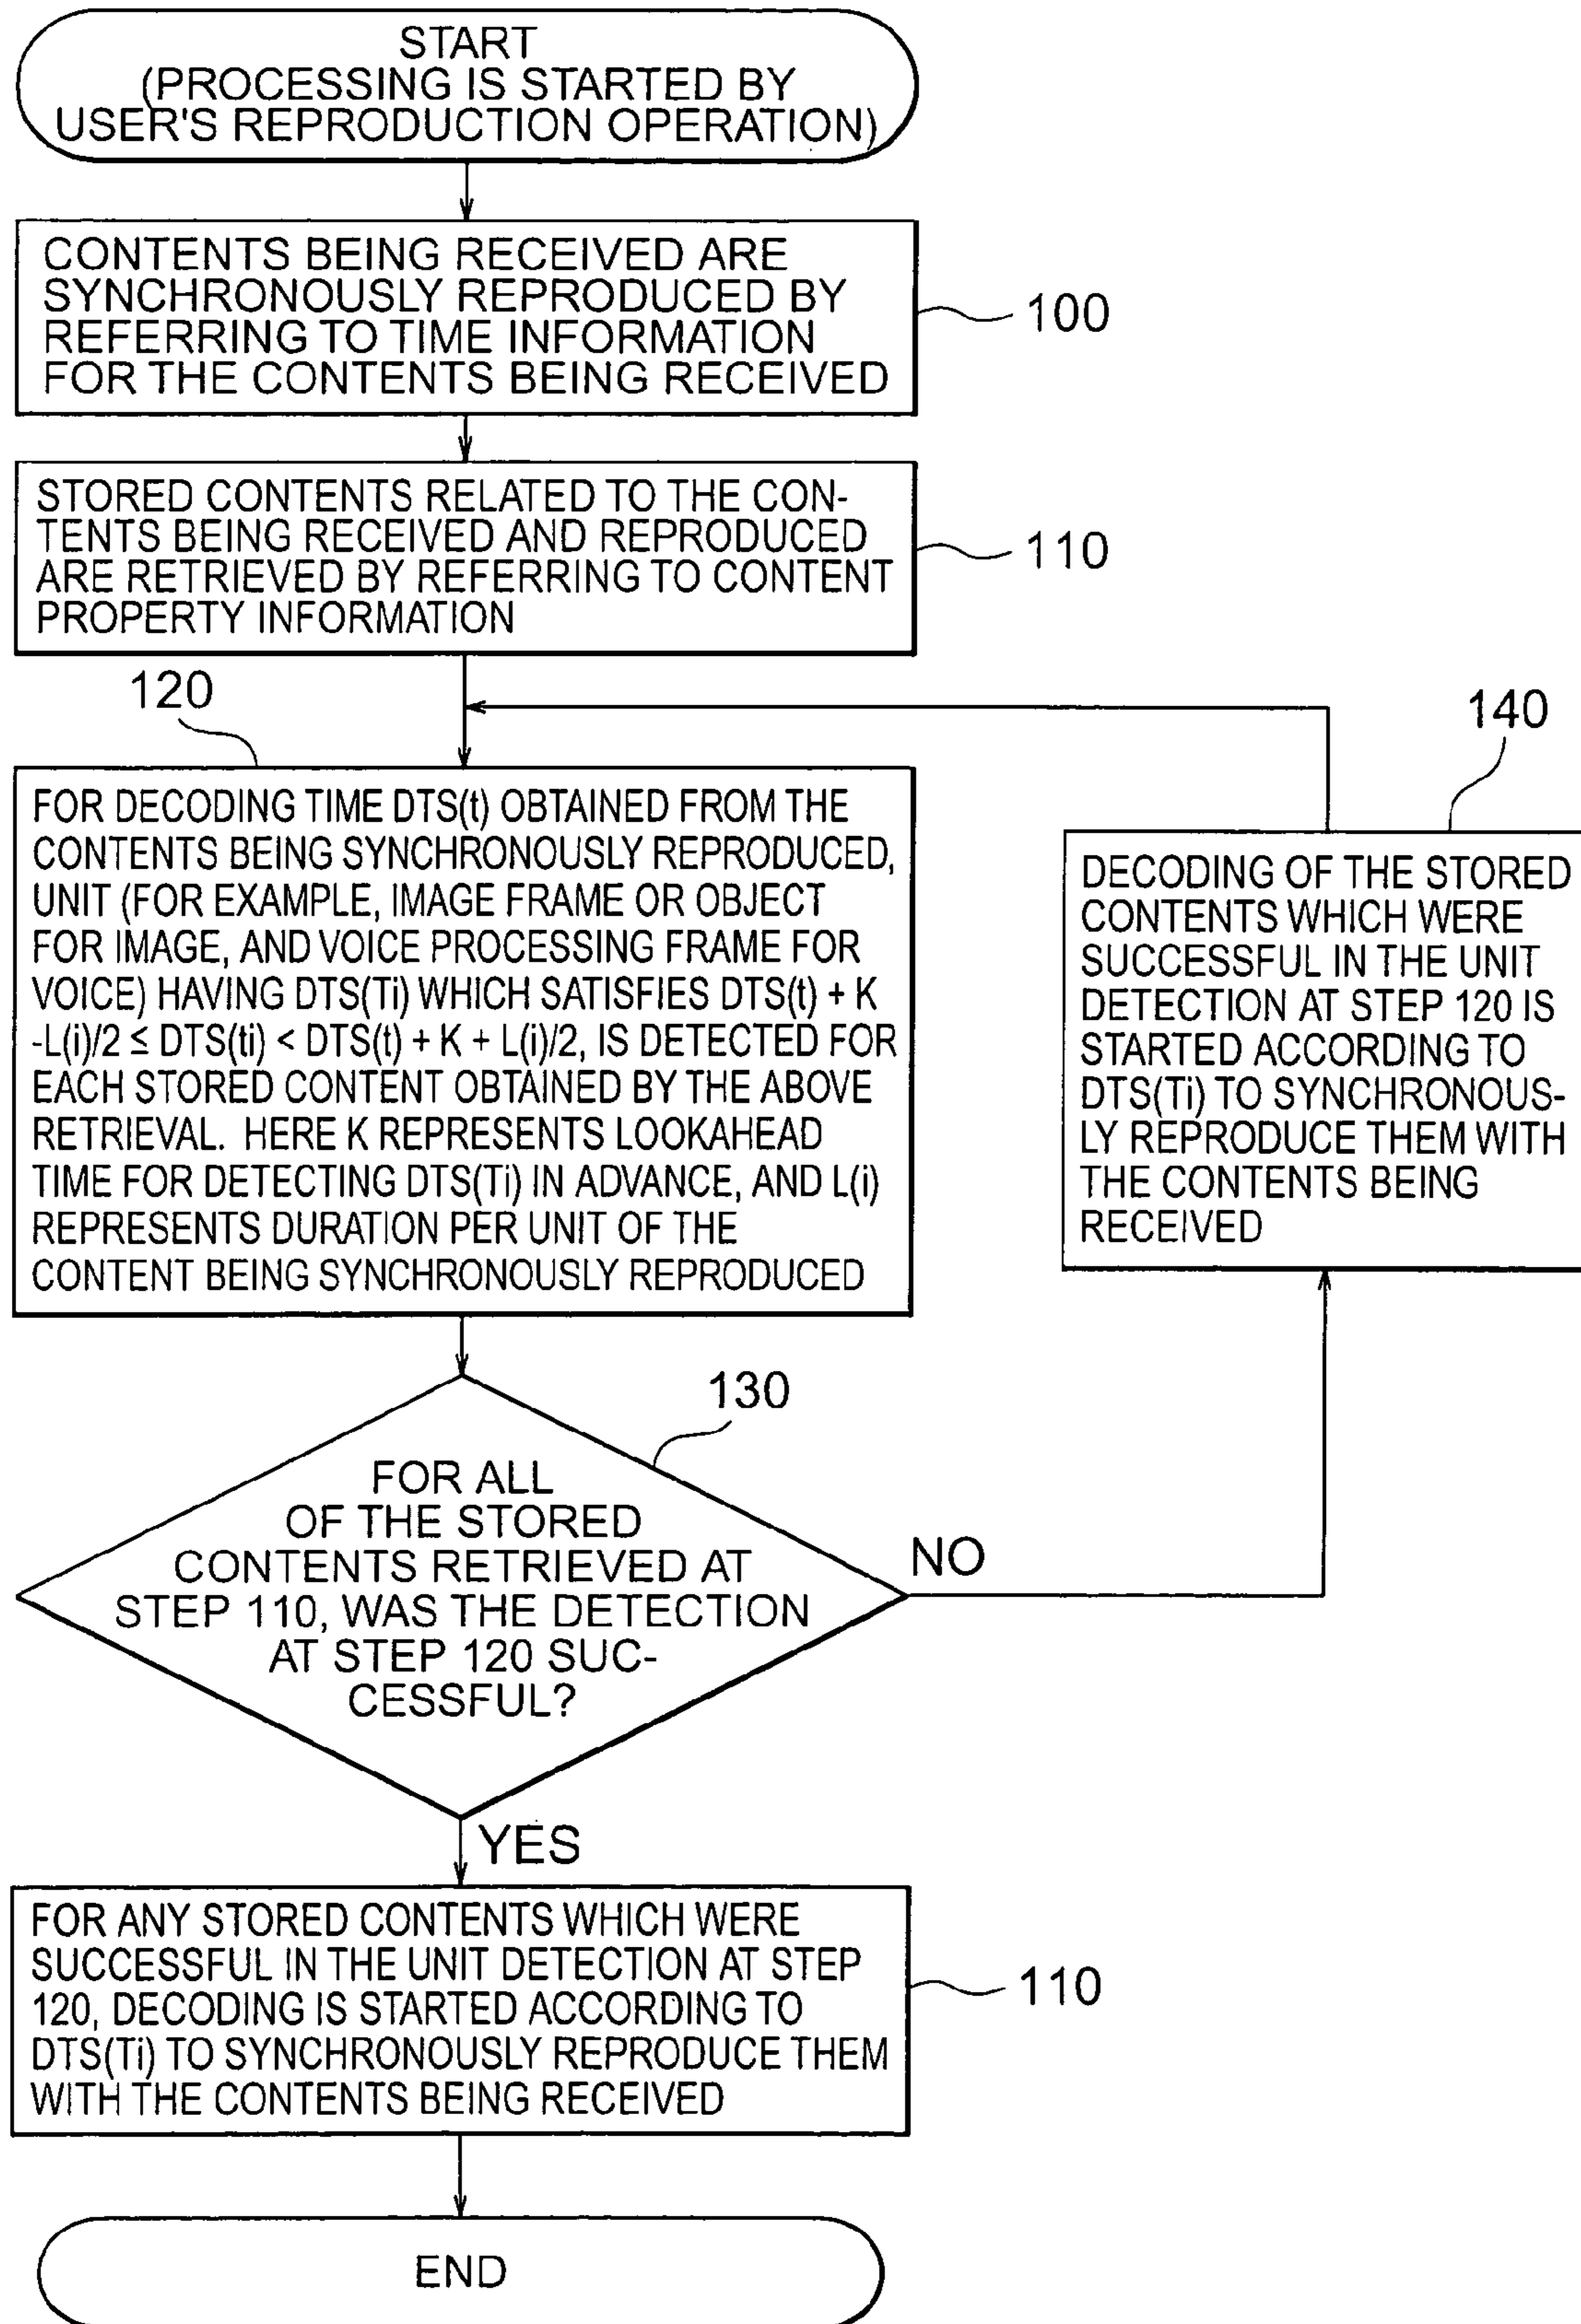 START
(PROCESSING IS STARTED BY
USER'S REPRODUCTION OPERATION)
CONTENTS BEING RECEIVED ARE
SYNCHRONOUSLY REPRODUCED BY
REFERRING TO TIME INFORMATION
FOR THE CONTENTS BEING RECEIVED
100
STORED CONTENTS RELATED TO THE CON-
TENTS BEING RECEIVED AND REPRODUCED
ARE RETRIEVED BY REFERRING TO CONTENT
PROPERTY INFORMATION
110
120
FOR DECODING TIME DTS(t) OBTAINED FROM THE
CONTENTS BEING SYNCHRONOUSLY REPRODUCED,
UNIT (FOR EXAMPLE, IMAGE FRAME OR OBJECT
FOR IMAGE, AND VOICE PROCESSING FRAME FOR
VOICE) HAVING DTS(Ti) WHICH SATISFIES DTS(t) + K
-L(i)/2 ≤ DTS(ti) < DTS(t) + K + L(i)/2, IS DETECTED FOR
EACH STORED CONTENT OBTAINED BY THE ABOVE
RETRIEVAL. HERE K REPRESENTS LOOKAHEAD
TIME FOR DETECTING DTS(Ti) IN ADVANCE, AND L(i)
REPRESENTS DURATION PER UNIT OF THE
CONTENT BEING SYNCHRONOUSLY REPRODUCED
140
DECODING OF THE STORED
CONTENTS WHICH WERE
SUCCESSFUL IN THE UNIT
DETECTION AT STEP 120 IS
STARTED ACCORDING TO
DTS(Ti) TO SYNCHRONOUS-
LY REPRODUCE THEM WITH
THE CONTENTS BEING
RECEIVED
130
FOR ALL
OF THE STORED
CONTENTS RETRIEVED AT
STEP 110, WAS THE DETECTION
AT STEP 120 SUC-
CESSFUL?
NO
YES
FOR ANY STORED CONTENTS WHICH WERE
SUCCESSFUL IN THE UNIT DETECTION AT STEP
120, DECODING IS STARTED ACCORDING TO
DTS(Ti) TO SYNCHRONOUSLY REPRODUCE THEM
WITH THE CONTENTS BEING RECEIVED
110
END